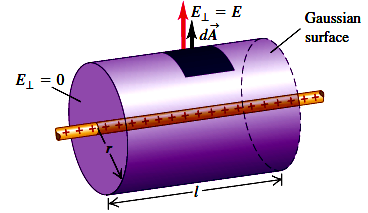 E⊥ = E
dA⃗
Gaussian
surface
E⊥ = 0
+ + + + + + + + + + + + + + + + + + +
r
l